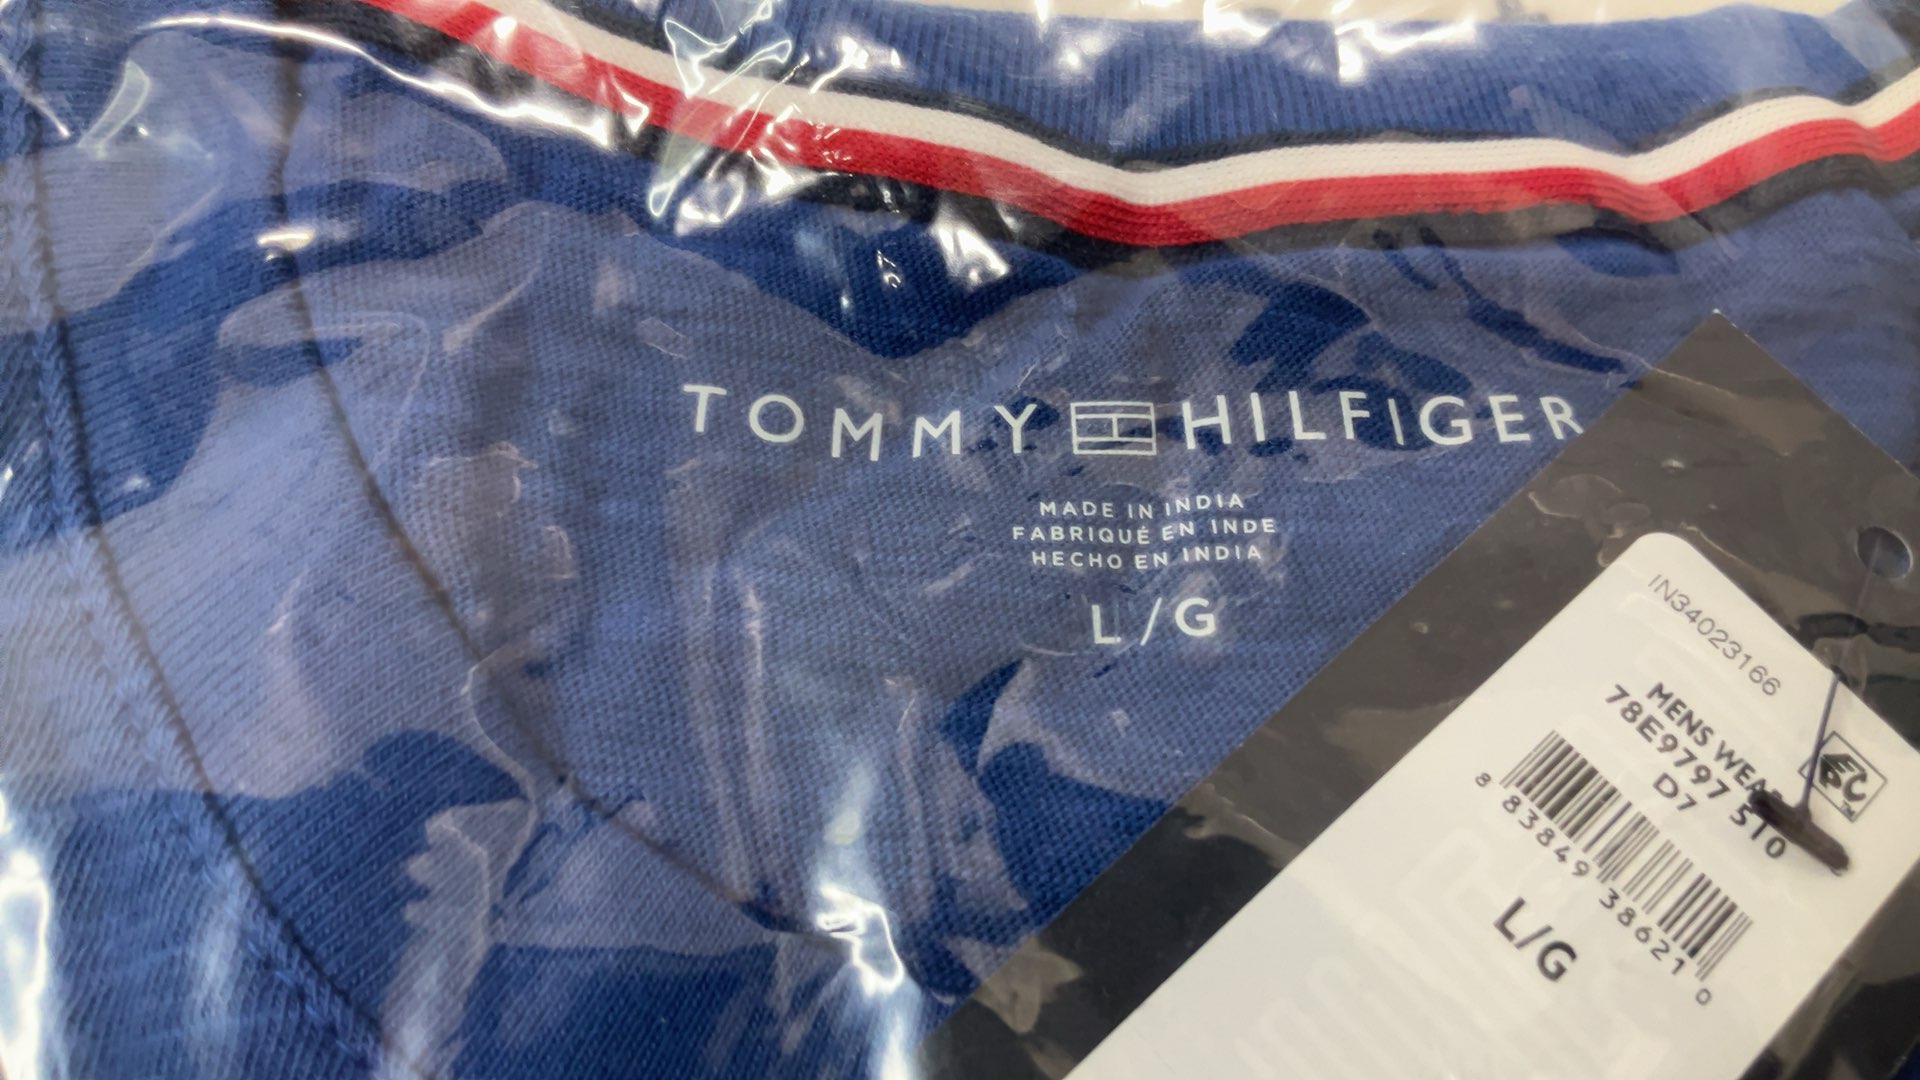 TOMMY HILFIGER
MADE IN INDIA
FABRIQUÉ EN INDE
HECHO EN INDIA
L/G
IN34023166
MENS WEAR
78E9797 510
D7
8 83849 38621 0
L/G